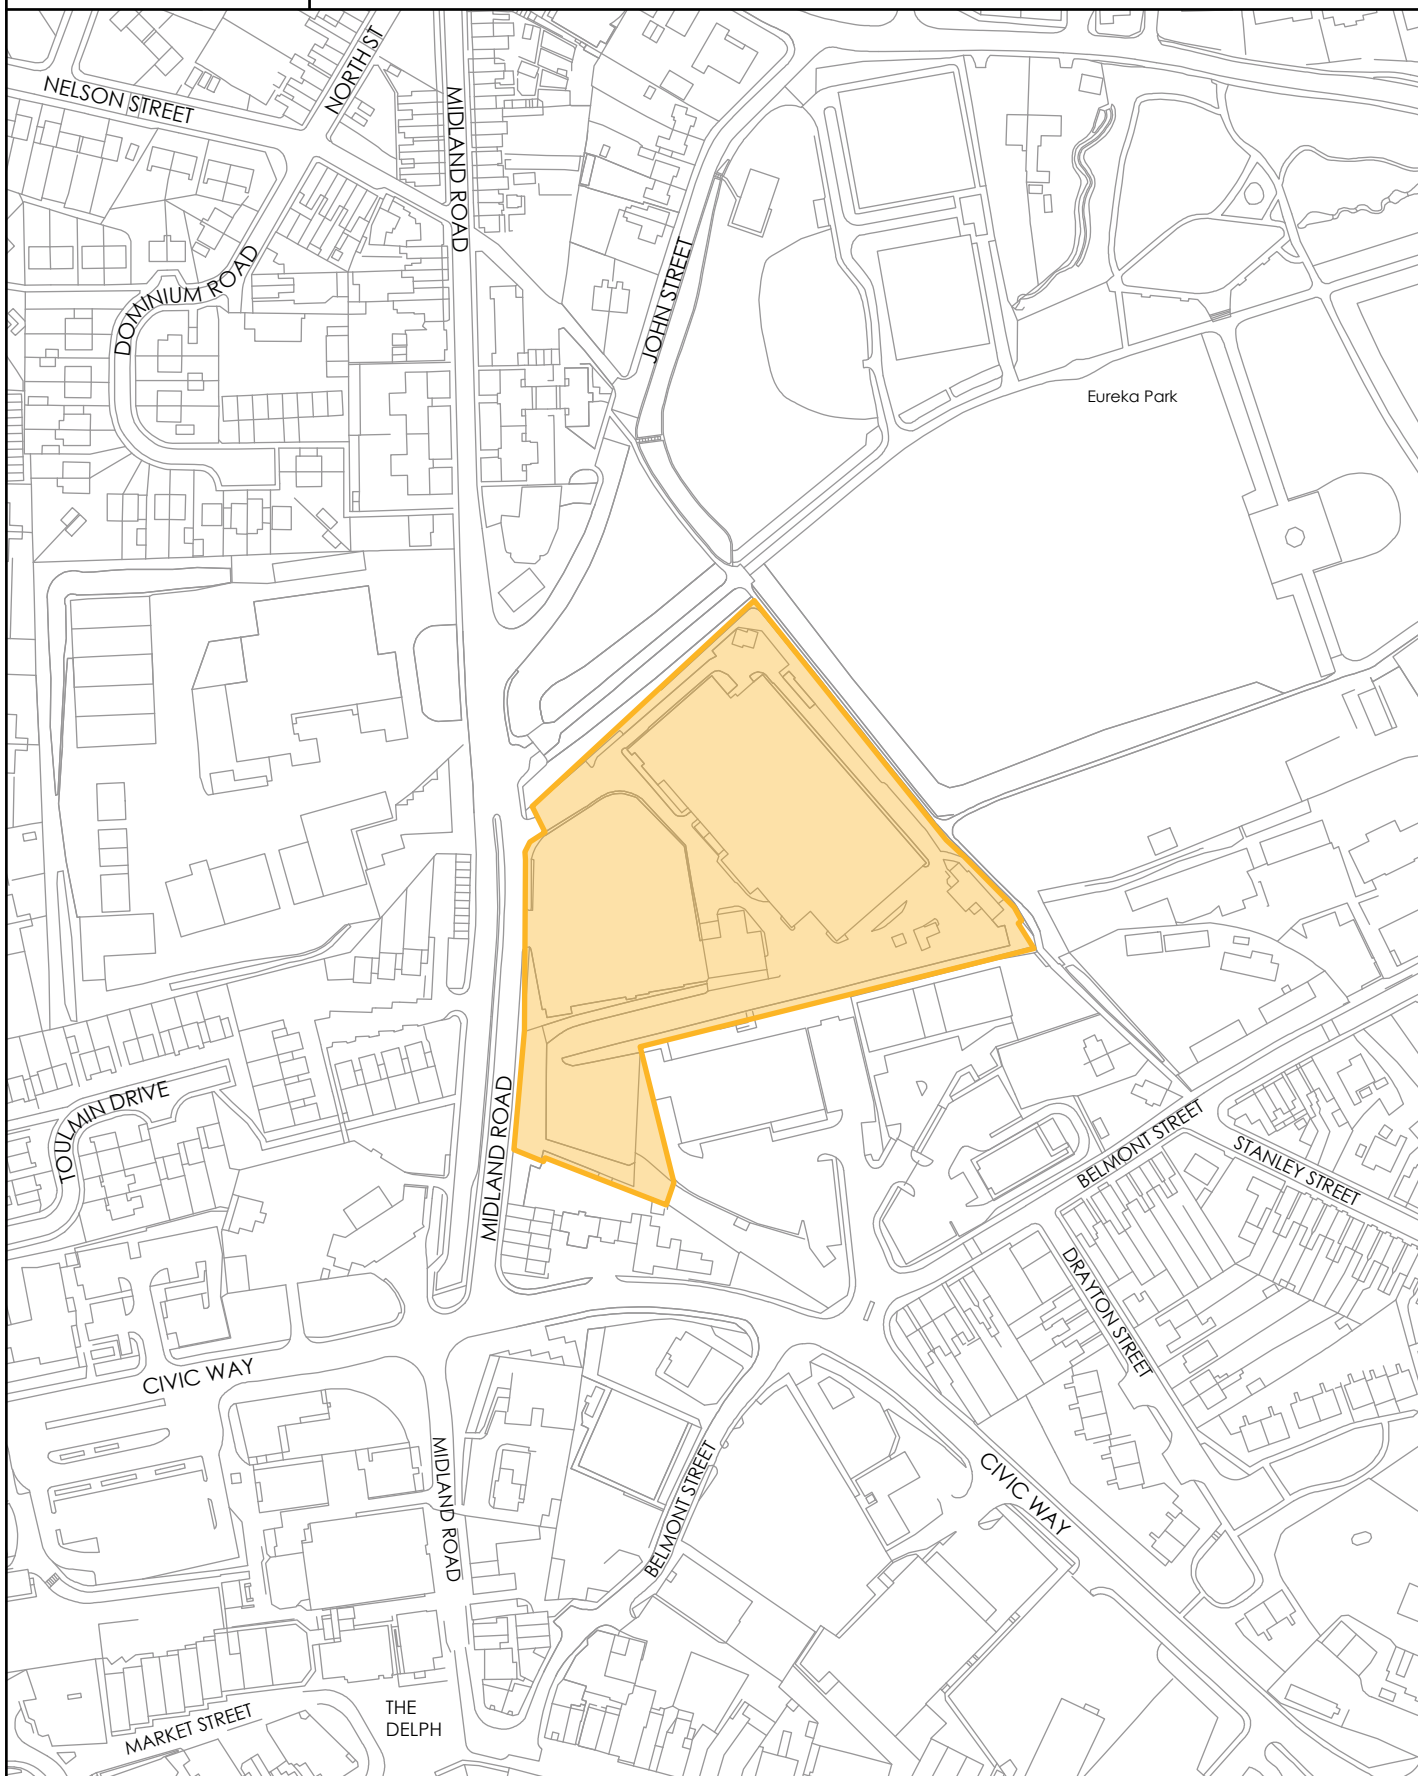 NORTH ST
NELSON STREET
MIDLAND ROAD
JOHN STREET
DOMINIUM ROAD
Eureka Park
TOULMIN DRIVE
MIDLAND ROAD
BELMONT STREET
STANLEY STREET
DRAYTON STREET
CIVIC WAY
MIDLAND ROAD
BELMONT STREET
CIVIC WAY
MARKET STREET
THE
DELPH